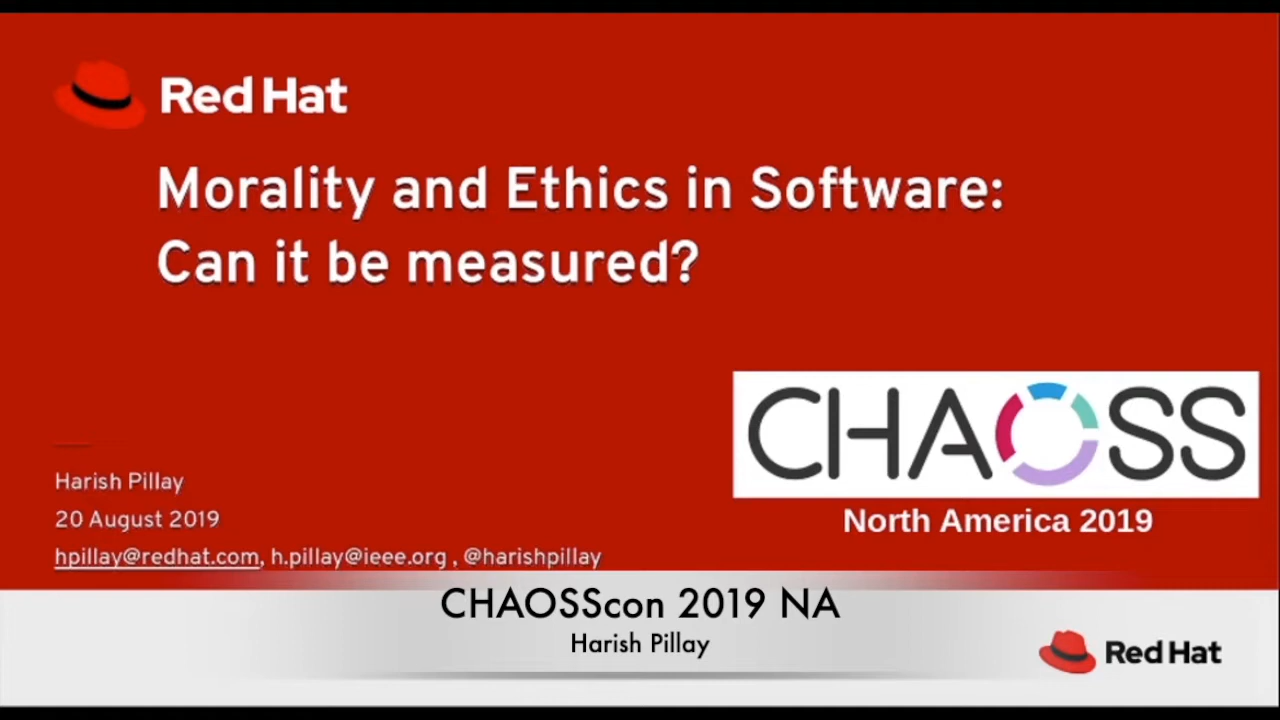 Red Hat
Morality and Ethics in Software:
Can it be measured?
CHAOSS
North America 2019
Harish Pillay
20 August 2019
hpillay@redhat.com, h.pillay@ieee.org , @harishpillay
CHAOSScon 2019 NA
Harish Pillay
Red Hat